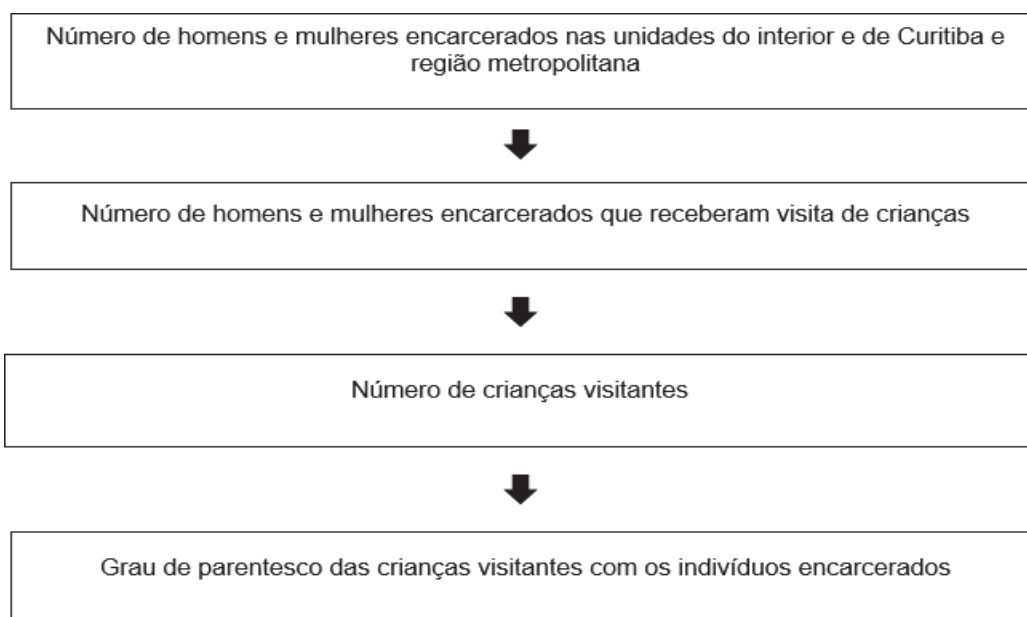 Número de homens e mulheres encarcerados nas unidades do interior e de Curitiba e
região metropolitana
Número de homens e mulheres encarcerados que receberam visita de crianças
Número de crianças visitantes
Grau de parentesco das crianças visitantes com os indivíduos encarcerados